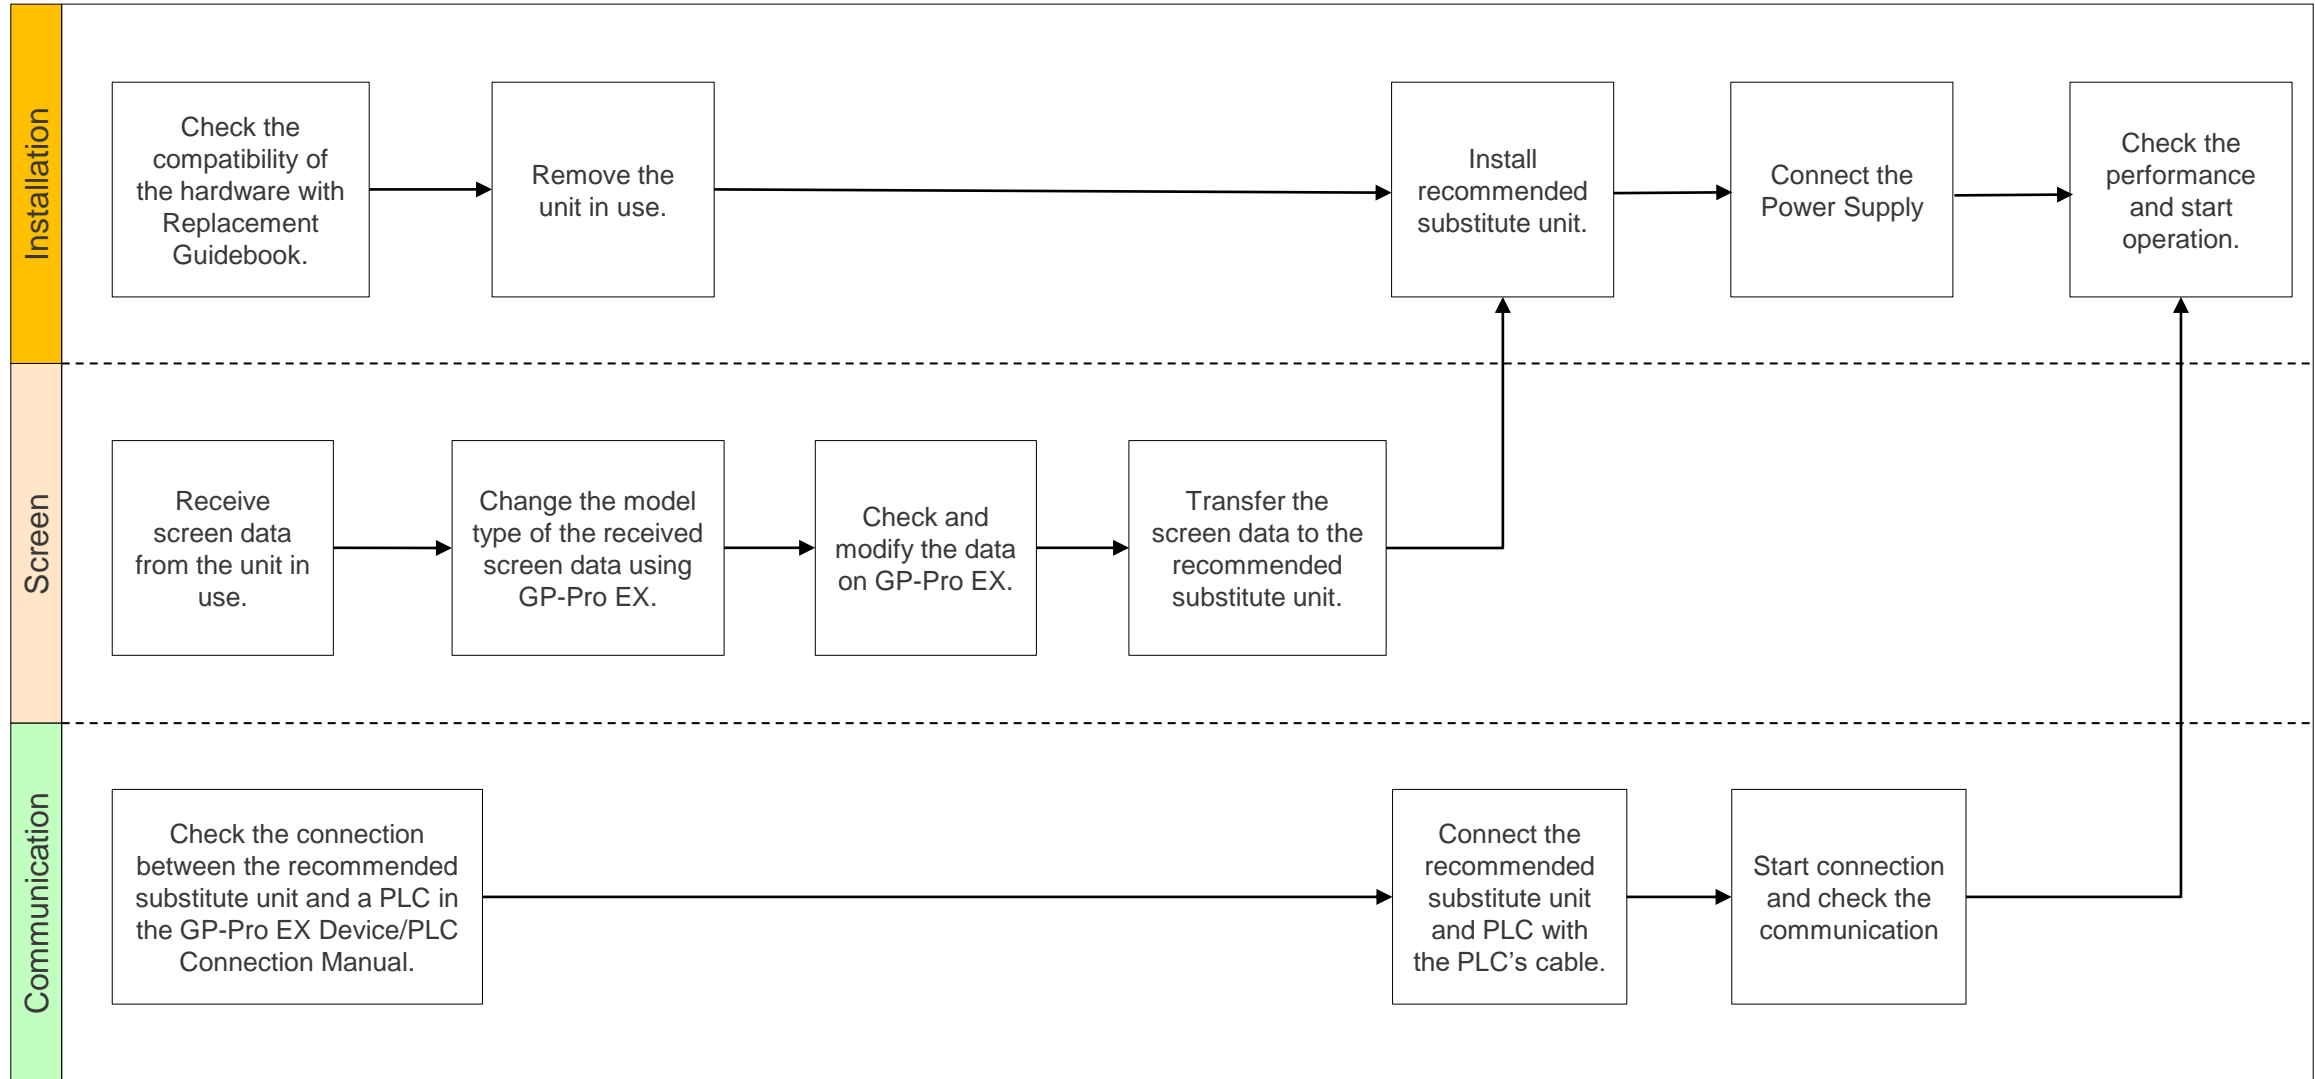 Installation
Check the
compatibility of
the hardware with
Replacement
Guidebook.
Remove the
unit in use.
Install
recommended
substitute unit.
Connect the
Power Supply
Check the
performance
and start
operation.
Screen
Receive
screen data
from the unit in
use.
Change the model
type of the received
screen data using
GP-Pro EX.
Check and
modify the data
on GP-Pro EX.
Transfer the
screen data to the
recommended
substitute unit.
Communication
Check the connection
between the recommended
substitute unit and a PLC in
the GP-Pro EX Device/PLC
Connection Manual.
Connect the
recommended
substitute unit
and PLC with
the PLC’s cable.
Start connection
and check the
communication